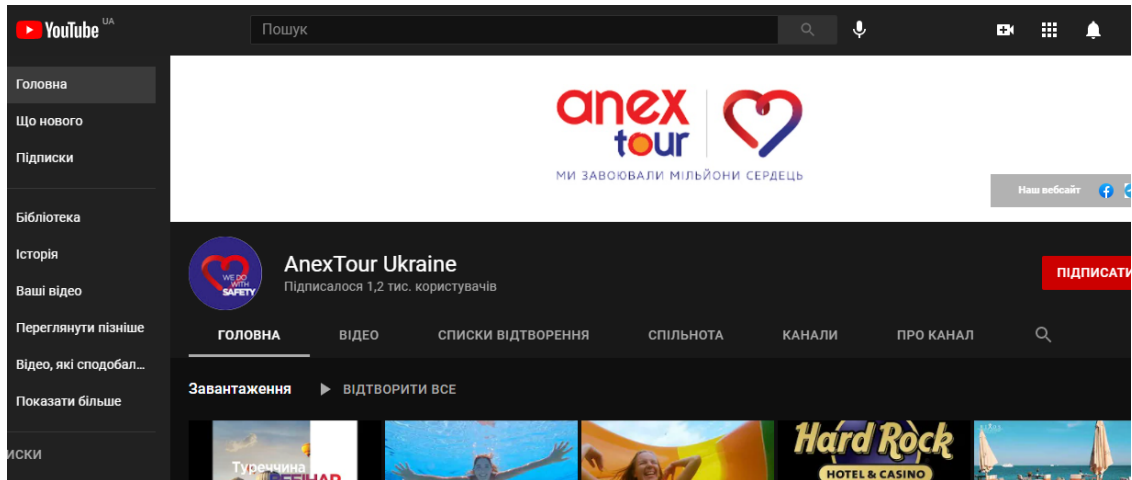 YouTube UA
Пошук
Головна
Що нового
Підписки
Бібліотека
Історія
Ваші відео
Переглянути пізніше
Відео, які сподобал...
Показати більше
иски
anex
tour
МИ ЗАВОЮВАЛИ МІЛЬЙОНИ СЕРДЕЦЬ
Наш вебсайт
WE DO
WITH
SAFETY
AnexTour Ukraine
Підписалося 1,2 тис. користувачів
ПІДПИСАТИ
ГОЛОВНА ВІДЕО СПИСКИ ВІДТВОРЕННЯ СПІЛЬНОТА КАНАЛИ ПРО КАНАЛ
Завантаження ВІДТВОРИТИ ВСЕ
Туреччина
ВЕБІНАР
Hard Rock
HOTEL & CASINO